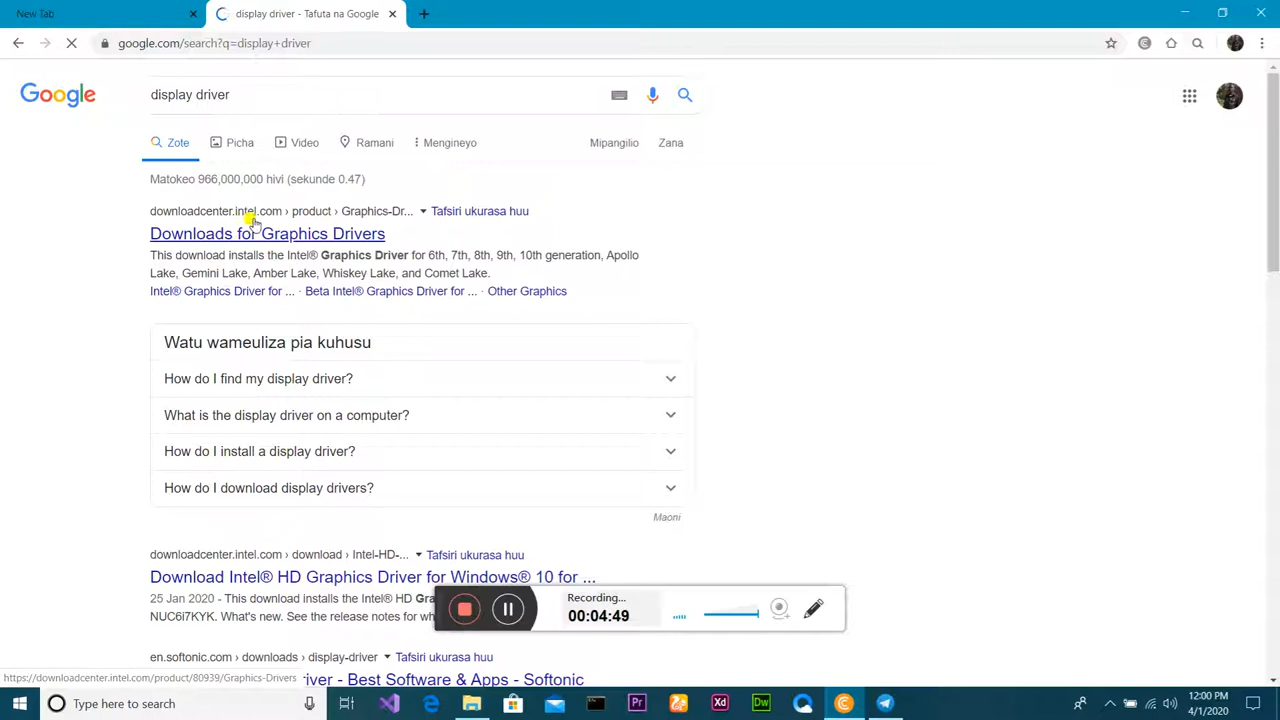 New Tab
display driver - Tafuta na Google
google.com/search?q=display+driver
Google
display driver
Zote Picha Video Ramani Mengineyo Mipangilio Zana
Matokeo 966,000,000 hivi (sekunde 0.47)
downloadcenter.intel.com › product › Graphics-Dr... Tafsiri ukurasa huu
Downloads for Graphics Drivers
This download installs the Intel® Graphics Driver for 6th, 7th, 8th, 9th, 10th generation, Apollo
Lake, Gemini Lake, Amber Lake, Whiskey Lake, and Comet Lake.
Intel® Graphics Driver for ... · Beta Intel® Graphics Driver for ... · Other Graphics
Watu wameuliza pia kuhusu
How do I find my display driver?
What is the display driver on a computer?
How do I install a display driver?
How do I download display drivers?
Maoni
downloadcenter.intel.com › download › Intel-HD-... Tafsiri ukurasa huu
Download Intel® HD Graphics Driver for Windows® 10 for ...
25 Jan 2020 - This download installs the Intel® HD Gra
NUC6i7KYK. What's new. See the release notes for wh
Recording...
00:04:49
en.softonic.com › downloads › display-driver Tafsiri ukurasa huu
river - Best Software & Apps - Softonic
https://downloadcenter.intel.com/product/80939/Graphics-Drivers
Type here to search
Pr Xd Dw
12:00 PM
4/1/2020